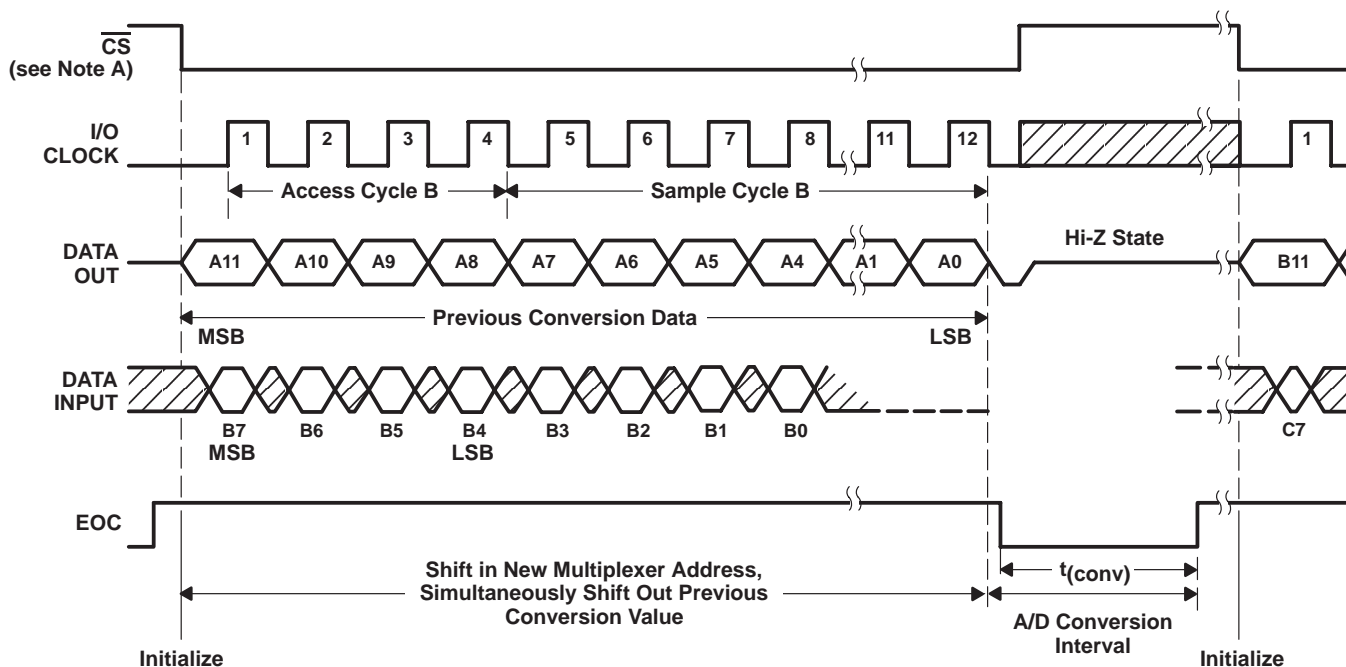 CS
(see Note A)
I/O
CLOCK
1 2 3 4 5 6 7 8 11 12 1
Access Cycle B Sample Cycle B
DATA
OUT
A11 A10 A9 A8 A7 A6 A5 A4 A1 A0 Hi-Z State B11
Previous Conversion Data
MSB LSB
DATA
INPUT
B7 B6 B5 B4 B3 B2 B1 B0 C7
MSB LSB
EOC
Shift in New Multiplexer Address,
Simultaneously Shift Out Previous
Conversion Value
t(conv)
A/D Conversion
Interval
Initialize Initialize